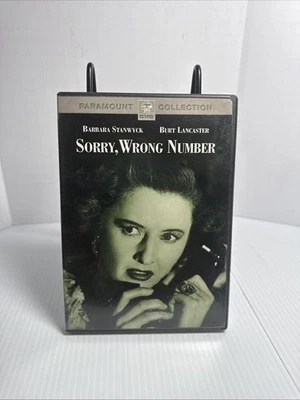 PARAMOUNT COLLECTION
BARBARA STANWYCK BURT LANCASTER
SORRY, WRONG NUMBER